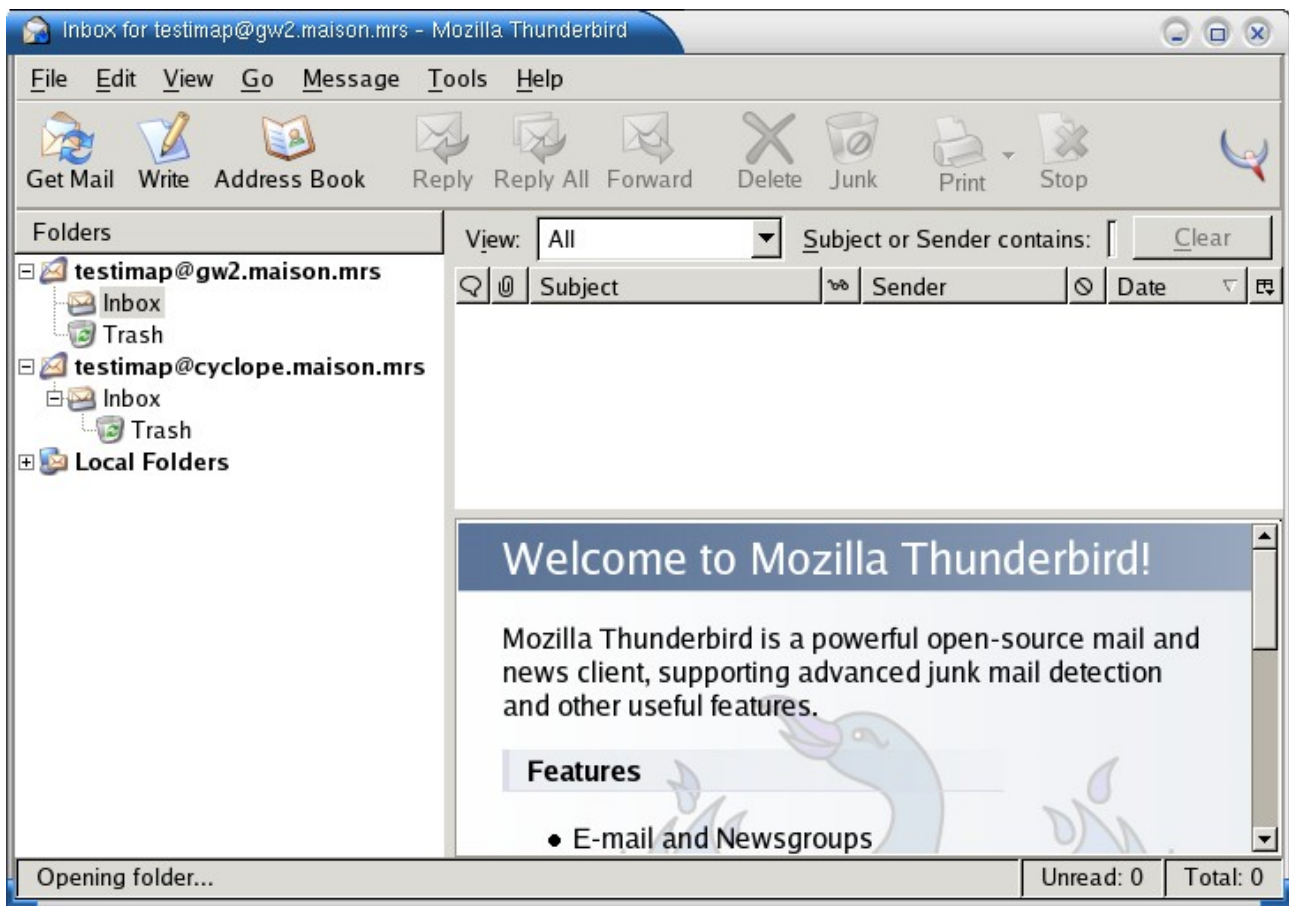 Inbox for testimap@gw2.maison.mrs - Mozilla Thunderbird
File Edit View Go Message Tools Help
Get Mail Write Address Book Reply Reply All Forward Delete Junk Print Stop
Folders
View: All Subject or Sender contains: Clear
testimap@gw2.maison.mrs
Subject Sender Date
Inbox
Trash
testimap@cyclope.maison.mrs
Inbox
Trash
Local Folders
Welcome to Mozilla Thunderbird!
Mozilla Thunderbird is a powerful open-source mail and
news client, supporting advanced junk mail detection
and other useful features.
Features
• E-mail and Newsgroups
Opening folder... Unread: 0 Total: 0